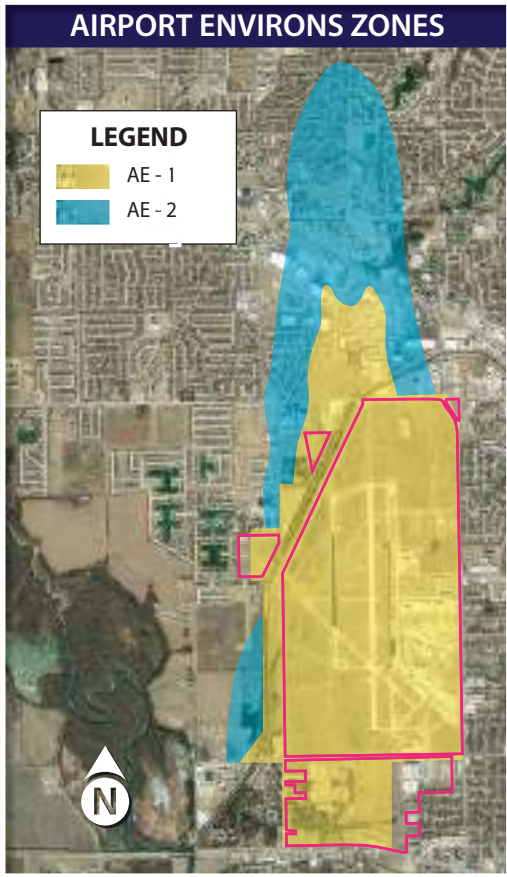 AIRPORT ENVIRONS ZONES
LEGEND
AE - 1
AE - 2
N